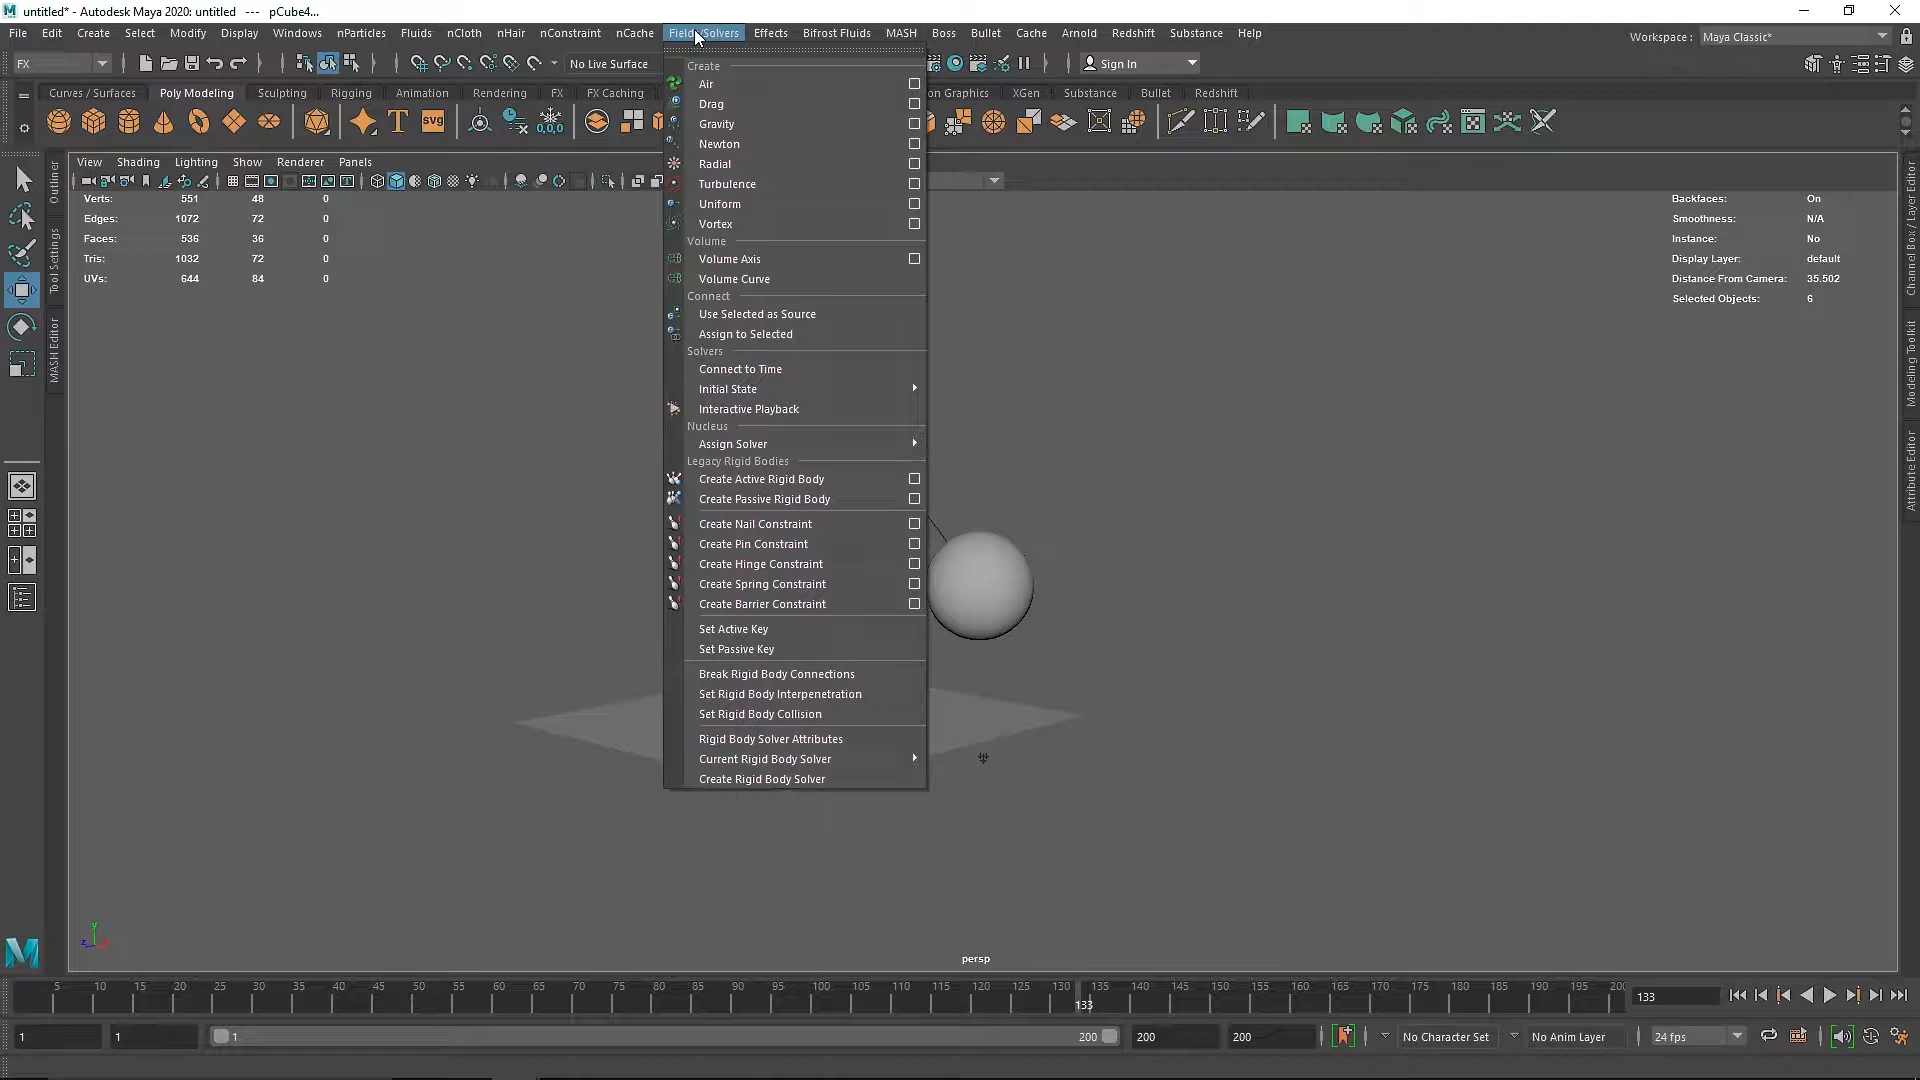 untitled* - Autodesk Maya 2020: untitled --- pCube4...
File Edit Create Select Modify Display Windows nParticles Fluids nCloth nHair nConstraint nCache Fields/Solvers Effects Bifrost Fluids MASH Boss Bullet Cache Arnold Redshift Substance Help
Workspace : Maya Classic*
FX No Live Surface Sign In
Curves / Surfaces Poly Modeling Sculpting Rigging Animation Rendering FX FX Caching on Graphics XGen Substance Bullet Redshift
svg 0,0,0
View Shading Lighting Show Renderer Panels
Verts: 551 48 0
Edges: 1072 72 0
Faces: 536 36 0
Tris: 1032 72 0
UVs: 644 84 0
Create
Air
Drag
Gravity
Newton
Radial
Turbulence
Uniform
Vortex
Volume
Volume Axis
Volume Curve
Connect
Use Selected as Source
Assign to Selected
Solvers
Connect to Time
Initial State
Interactive Playback
Nucleus
Assign Solver
Legacy Rigid Bodies
Create Active Rigid Body
Create Passive Rigid Body
Create Nail Constraint
Create Pin Constraint
Create Hinge Constraint
Create Spring Constraint
Create Barrier Constraint
Set Active Key
Set Passive Key
Break Rigid Body Connections
Set Rigid Body Interpenetration
Set Rigid Body Collision
Rigid Body Solver Attributes
Current Rigid Body Solver
Create Rigid Body Solver
Backfaces: On
Smoothness: N/A
Instance: No
Display Layer: default
Distance From Camera: 35.502
Selected Objects: 6
Outliner
Tool Settings
MASH Editor
Channel Box / Layer Editor
Modeling Toolkit
Attribute Editor
y
z
persp
5 10 15 20 25 30 35 40 45 50 55 60 65 70 75 80 85 90 95 100 105 110 115 120 125 130 135 140 145 150 155 160 165 170 175 180 185 190 195 200
133
133
1 1 1 200 200 200 No Character Set No Anim Layer 24 fps